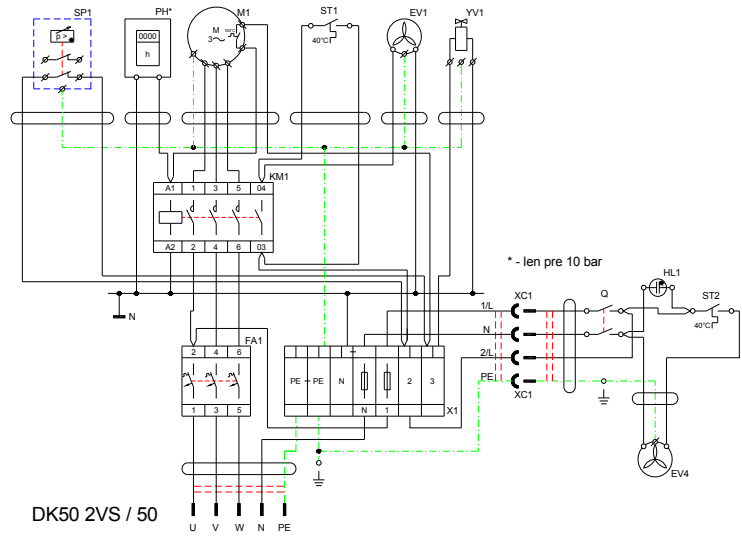 SP1 PH* M1 ST1 EV1 YV1
p > 0000 M 150°C
h 3~ 40°C
KM1
A1 1 3 5 04
A2 2 4 6 03
* - len pre 10 bar
N
HL1
1/L XC1 Q ST2
N
40°C
2/L
FA1
2 4 6
PE PE N 2 3
PE XC1
1 3 5 N 1 X1
EV4
DK50 2VS / 50
U V W N PE